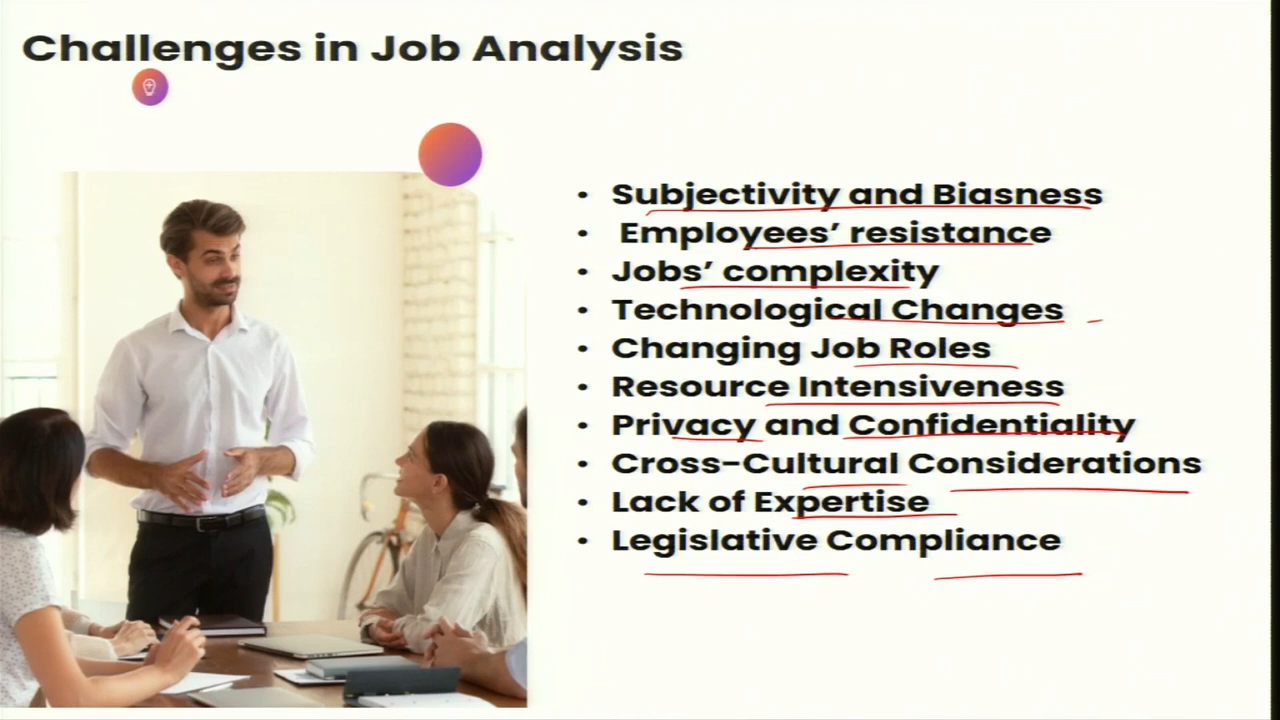 Challenges in Job Analysis
• Subjectivity and Biasness
• Employees’ resistance
• Jobs’ complexity
• Technological Changes
• Changing Job Roles
• Resource Intensiveness
• Privacy and Confidentiality
• Cross-Cultural Considerations
• Lack of Expertise
• Legislative Compliance